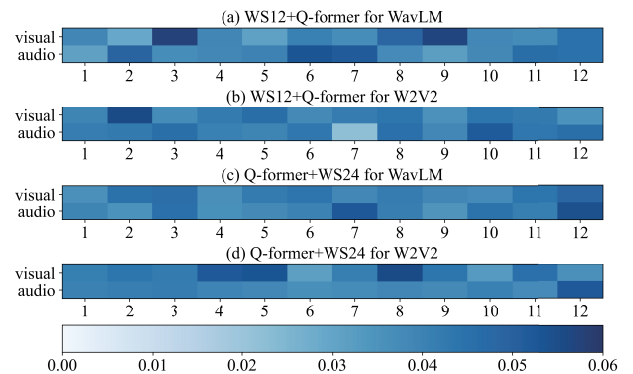 (a) WS12+Q-former for WavLM
visual
audio
1 2 3 4 5 6 7 8 9 10 11 12
(b) WS12+Q-former for W2V2
visual
audio
1 2 3 4 5 6 7 8 9 10 11 12
(c) Q-former+WS24 for WavLM
visual
audio
1 2 3 4 5 6 7 8 9 10 11 12
(d) Q-former+WS24 for W2V2
visual
audio
1 2 3 4 5 6 7 8 9 10 11 12
0.00 0.01 0.02 0.03 0.04 0.05 0.06